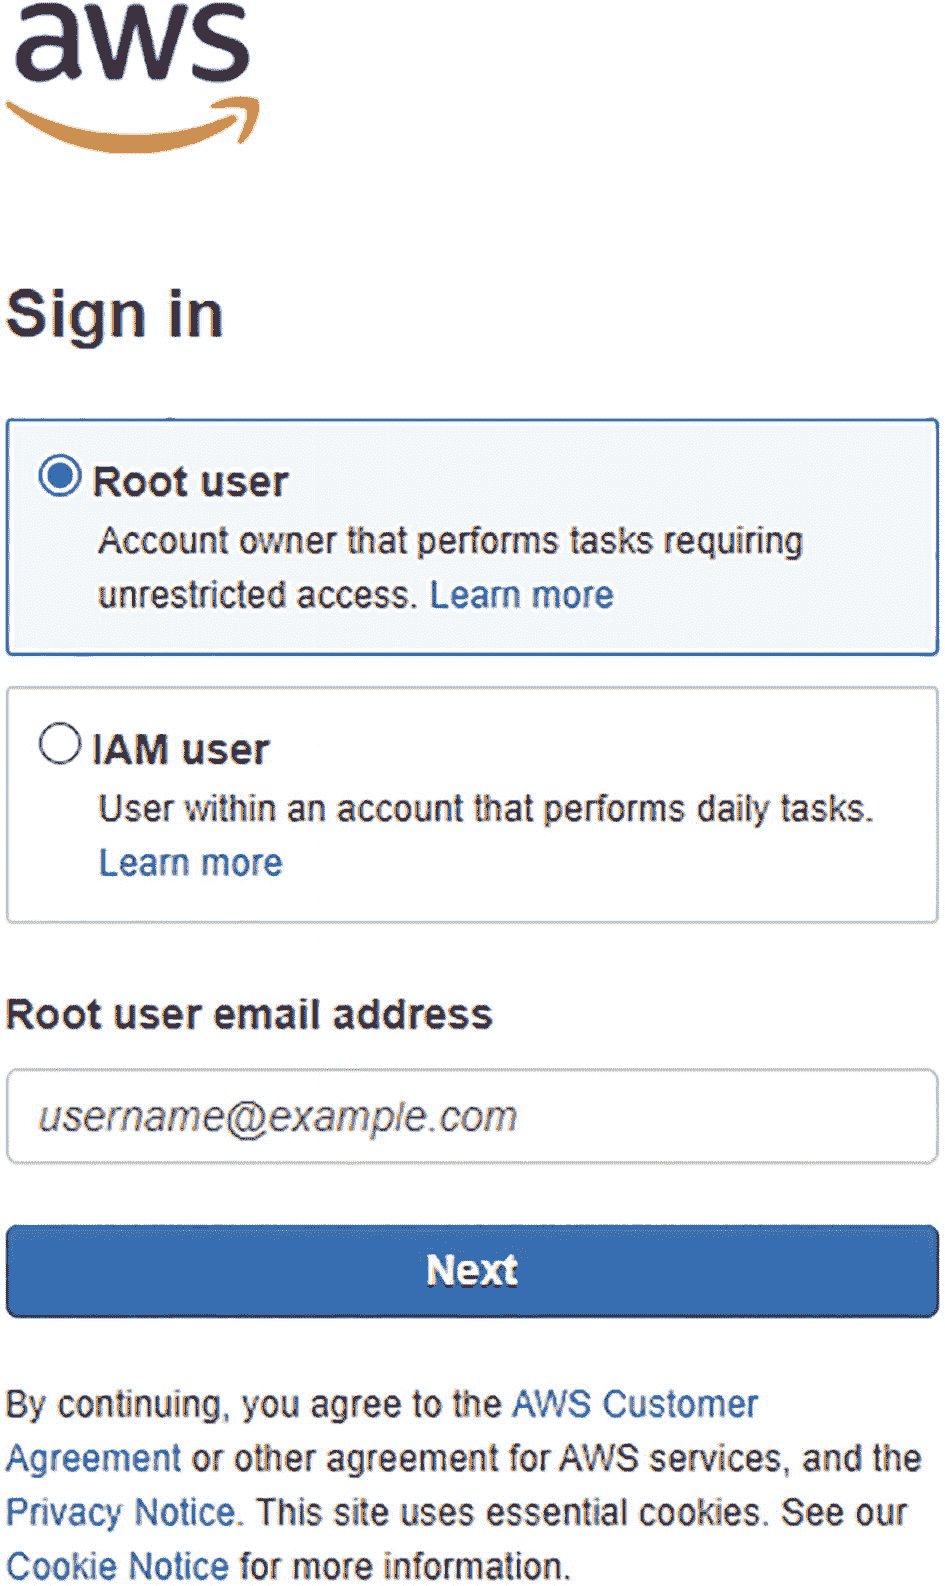 aws
Sign in
Root user
Account owner that performs tasks requiring
unrestricted access. Learn more
IAM user
User within an account that performs daily tasks.
Learn more
Root user email address
username@example.com
Next
By continuing, you agree to the AWS Customer
Agreement or other agreement for AWS services, and the
Privacy Notice. This site uses essential cookies. See our
Cookie Notice for more information.